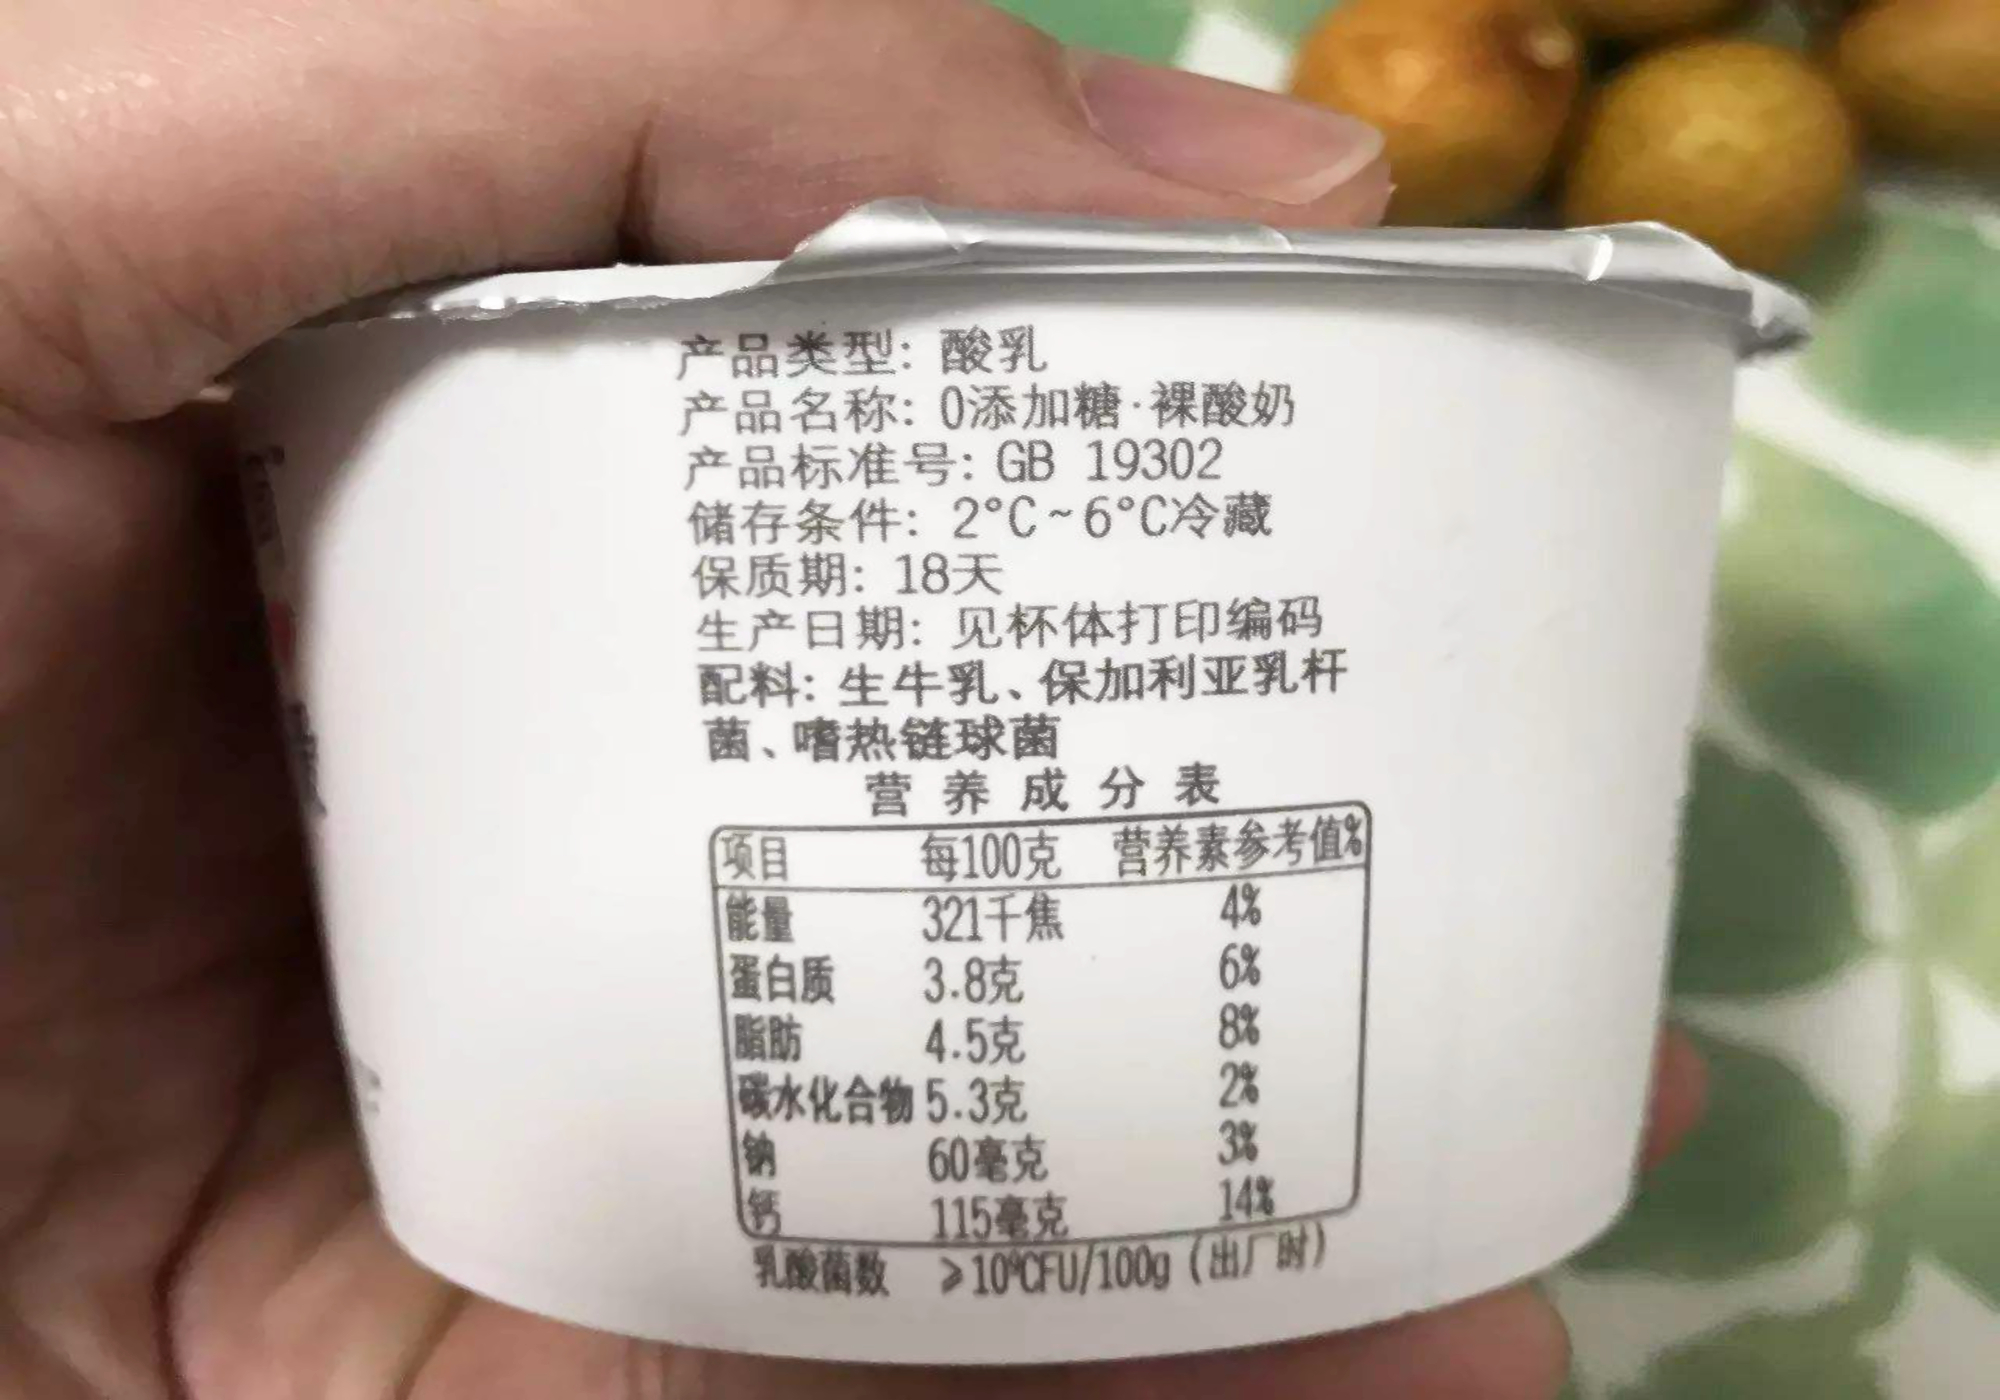 产品类型: 酸乳
产品名称: 0添加糖·裸酸奶
产品标准号: GB 19302
储存条件: 2°C~6°C冷藏
保质期: 18天
生产日期: 见杯体打印编码
配料: 生牛乳、保加利亚乳杆
菌、嗜热链球菌
营养成分表
项目 每100克 营养素参考值%
能量 321千焦 4%
蛋白质 3.8克 6%
脂肪 4.5克 8%
碳水化合物 5.3克 2%
钠 60毫克 3%
钙 115毫克 14%
乳酸菌数 ≥10⁹CFU/100g (出厂时)